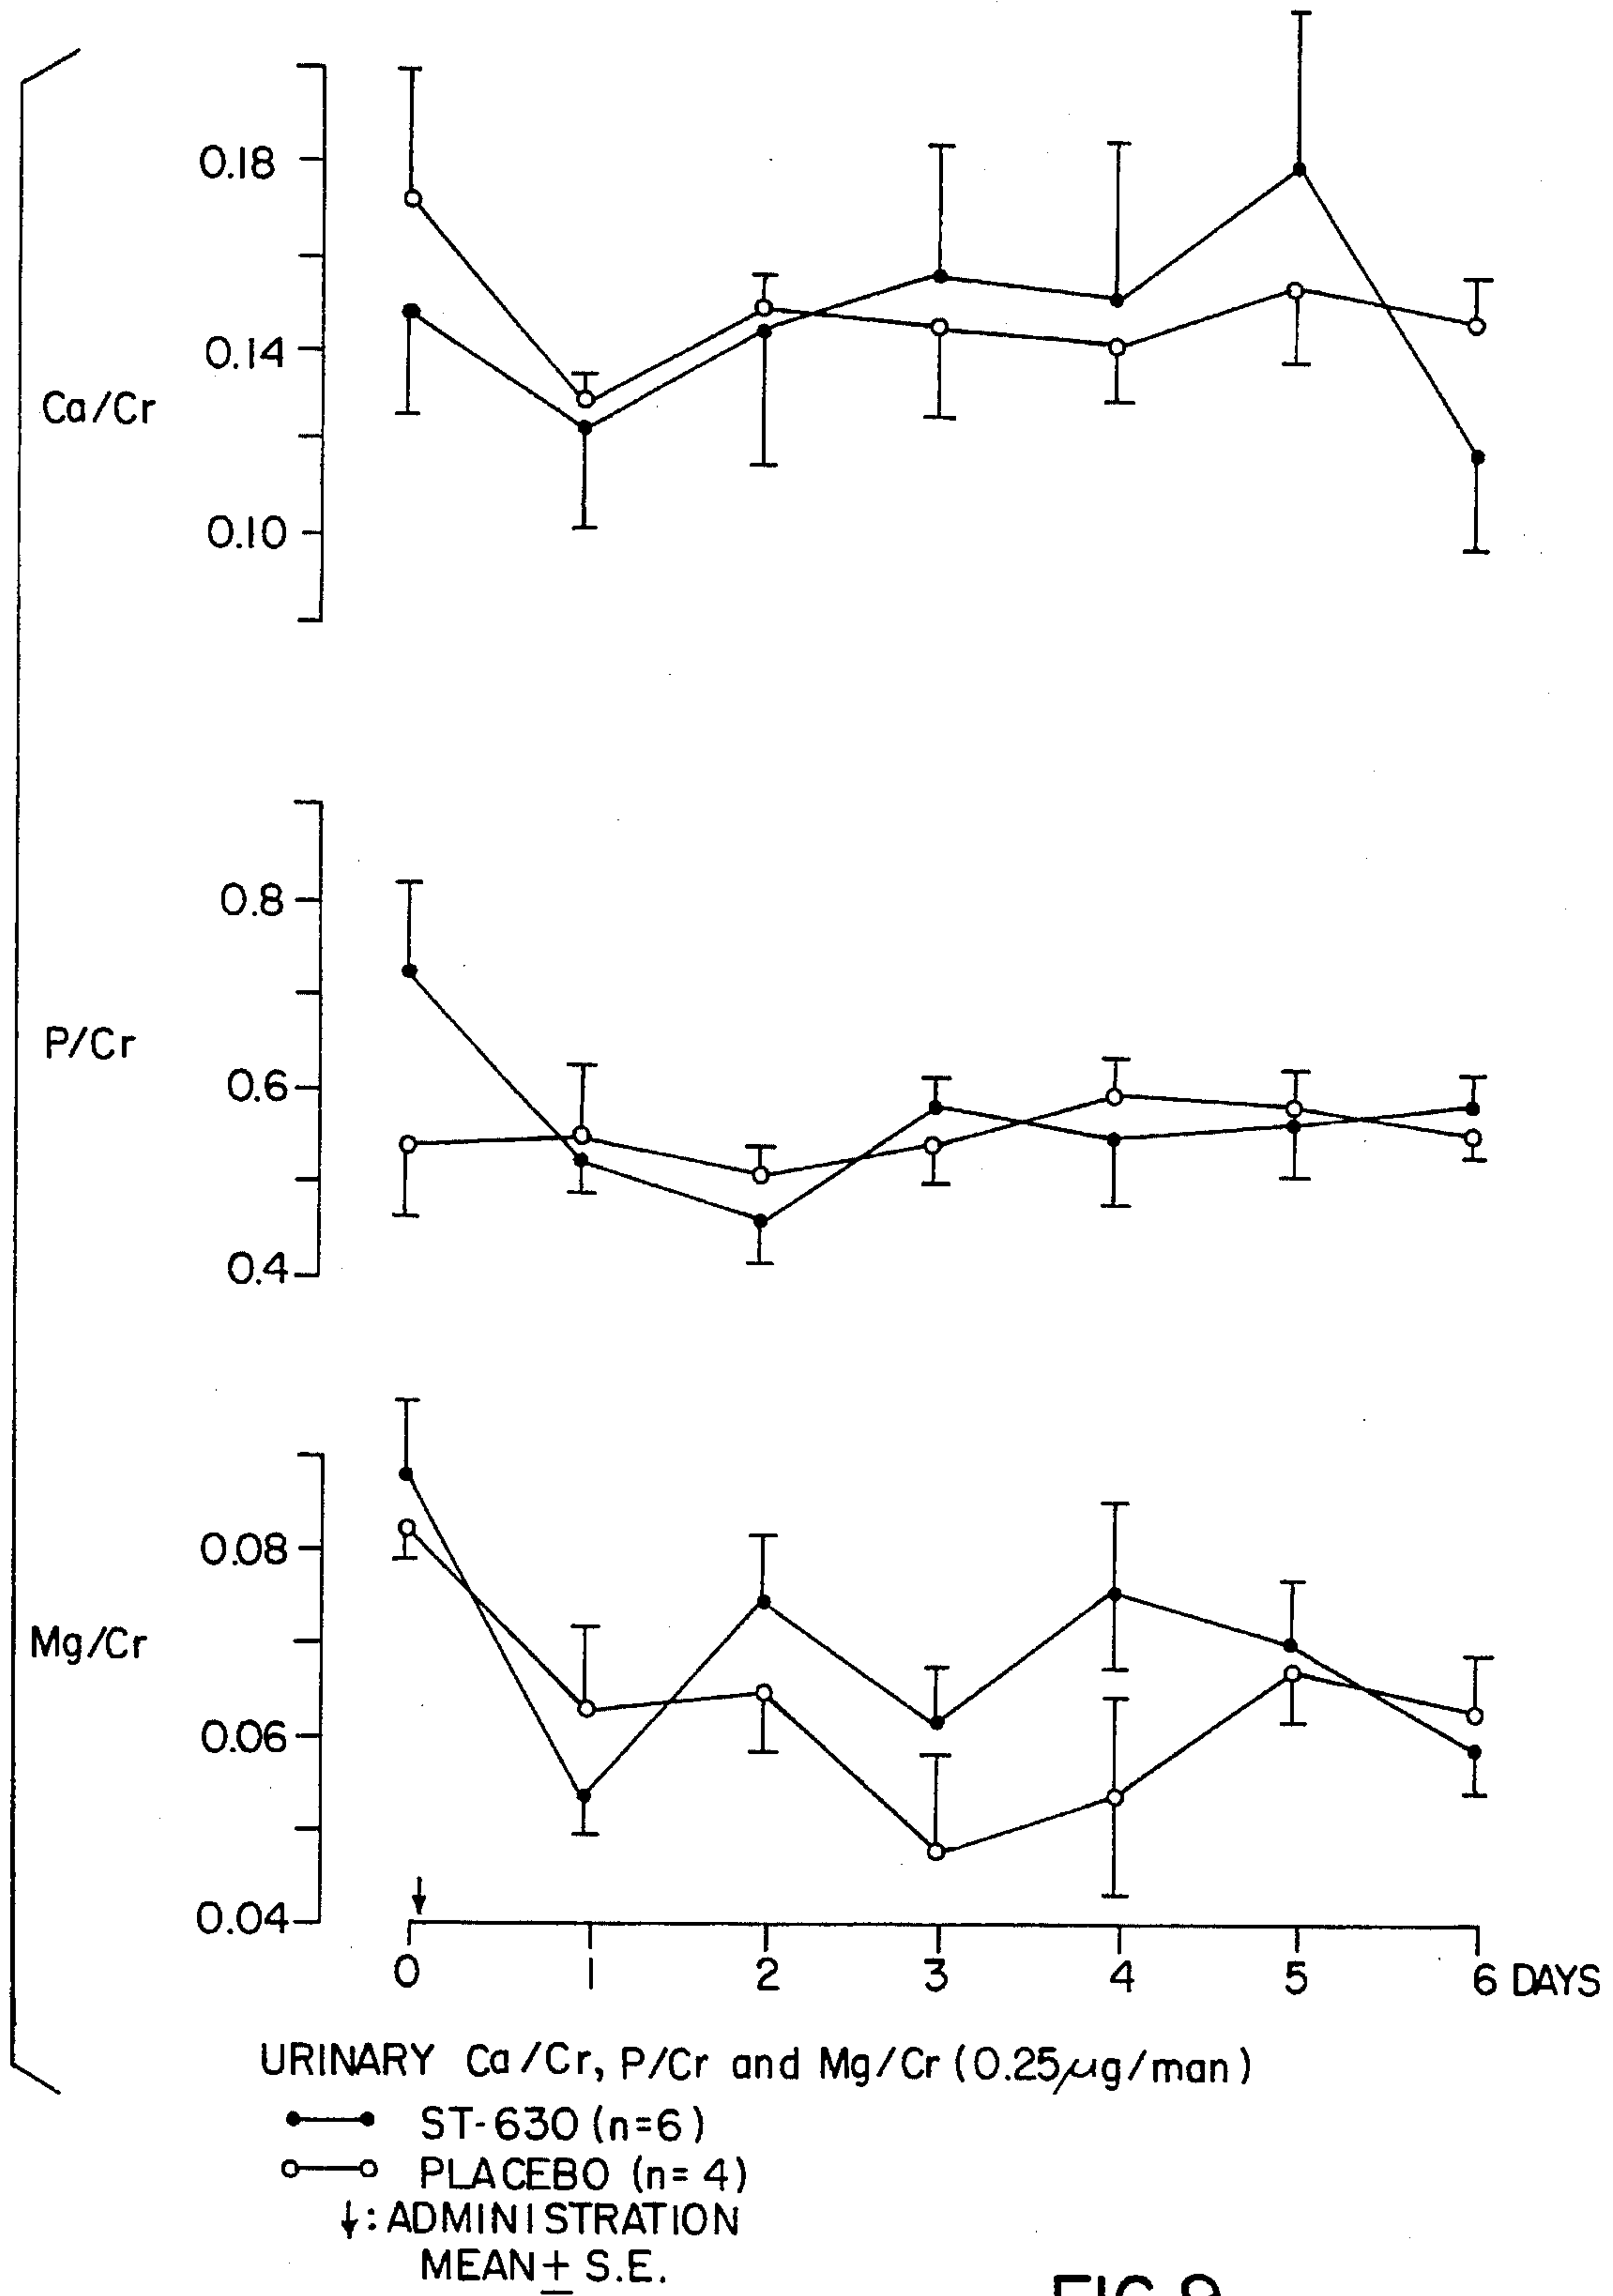 0.18
0.14
Ca/Cr
0.10
0.8
P/Cr
0.6
0.4
0.08
Mg/Cr
0.06
0.04
0 1 2 3 4 5 6 DAYS
URINARY Ca/Cr, P/Cr and Mg/Cr (0.25μg/man)
ST-630 (n=6)
PLACEBO (n=4)
↓: ADMINISTRATION
MEAN ± S.E.
FIG.9